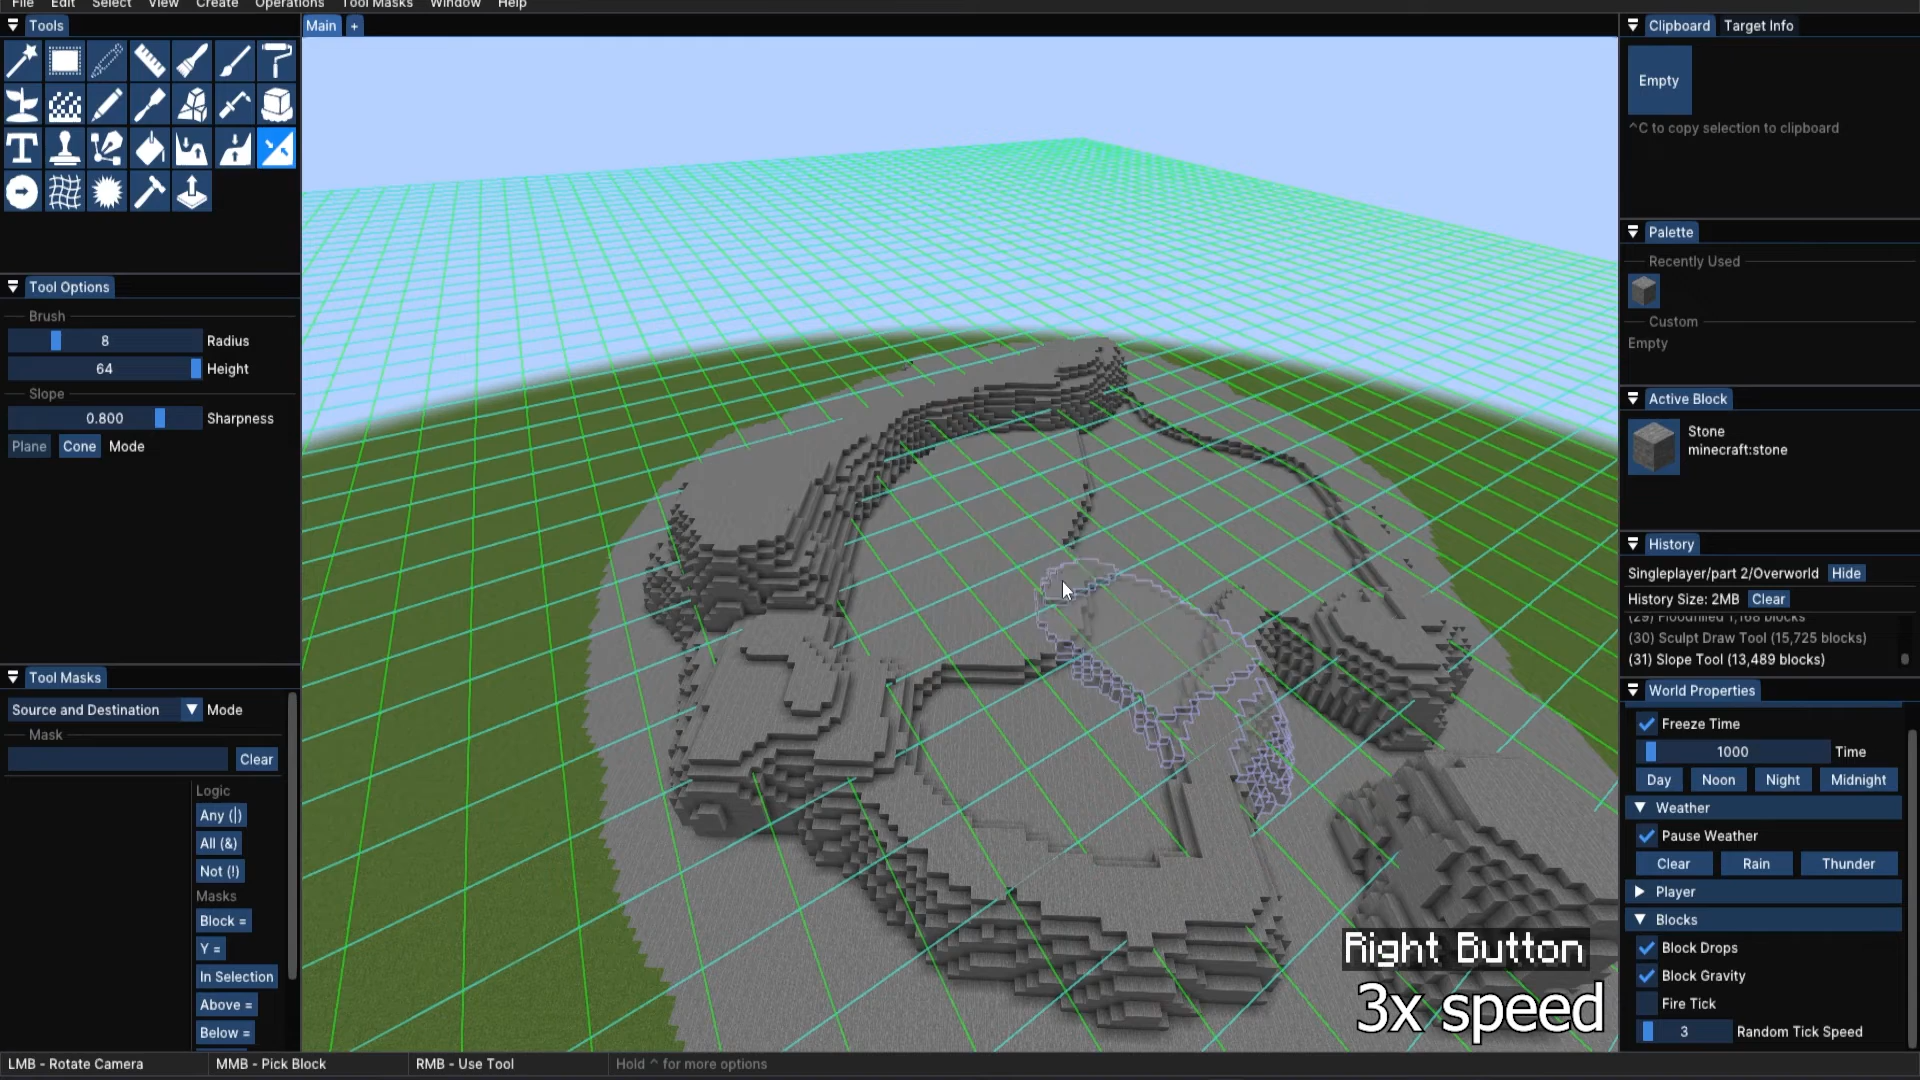 File Edit Select View Create Operations Tool Masks Window Help
Tools
Main +
Clipboard Target Info
Empty
^C to copy selection to clipboard
Palette
Recently Used
Custom
Empty
Active Block
Stone
minecraft:stone
History
Singleplayer/part 2/Overworld Hide
History Size: 2MB Clear
(29) Floodfilled 1,168 blocks
(30) Sculpt Draw Tool (15,725 blocks)
(31) Slope Tool (13,489 blocks)
World Properties
Freeze Time
1000 Time
Day Noon Night Midnight
Weather
Pause Weather
Clear Rain Thunder
Player
Blocks
Block Drops
Block Gravity
Fire Tick
3 Random Tick Speed
Tool Options
Brush
8 Radius
64 Height
Slope
0.800 Sharpness
Plane Cone Mode
Tool Masks
Source and Destination Mode
Mask
Clear
Logic
Any (|)
All (&)
Not (!)
Masks
Block =
Y =
In Selection
Above =
Below =
Right Button
3x speed
LMB - Rotate Camera MMB - Pick Block RMB - Use Tool Hold ^ for more options